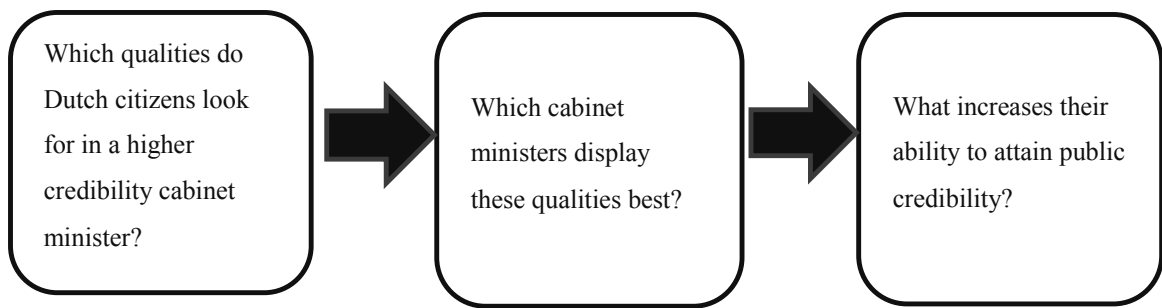 Which qualities do
Dutch citizens look
for in a higher
credibility cabinet
minister?
Which cabinet
ministers display
these qualities best?
What increases their
ability to attain public
credibility?